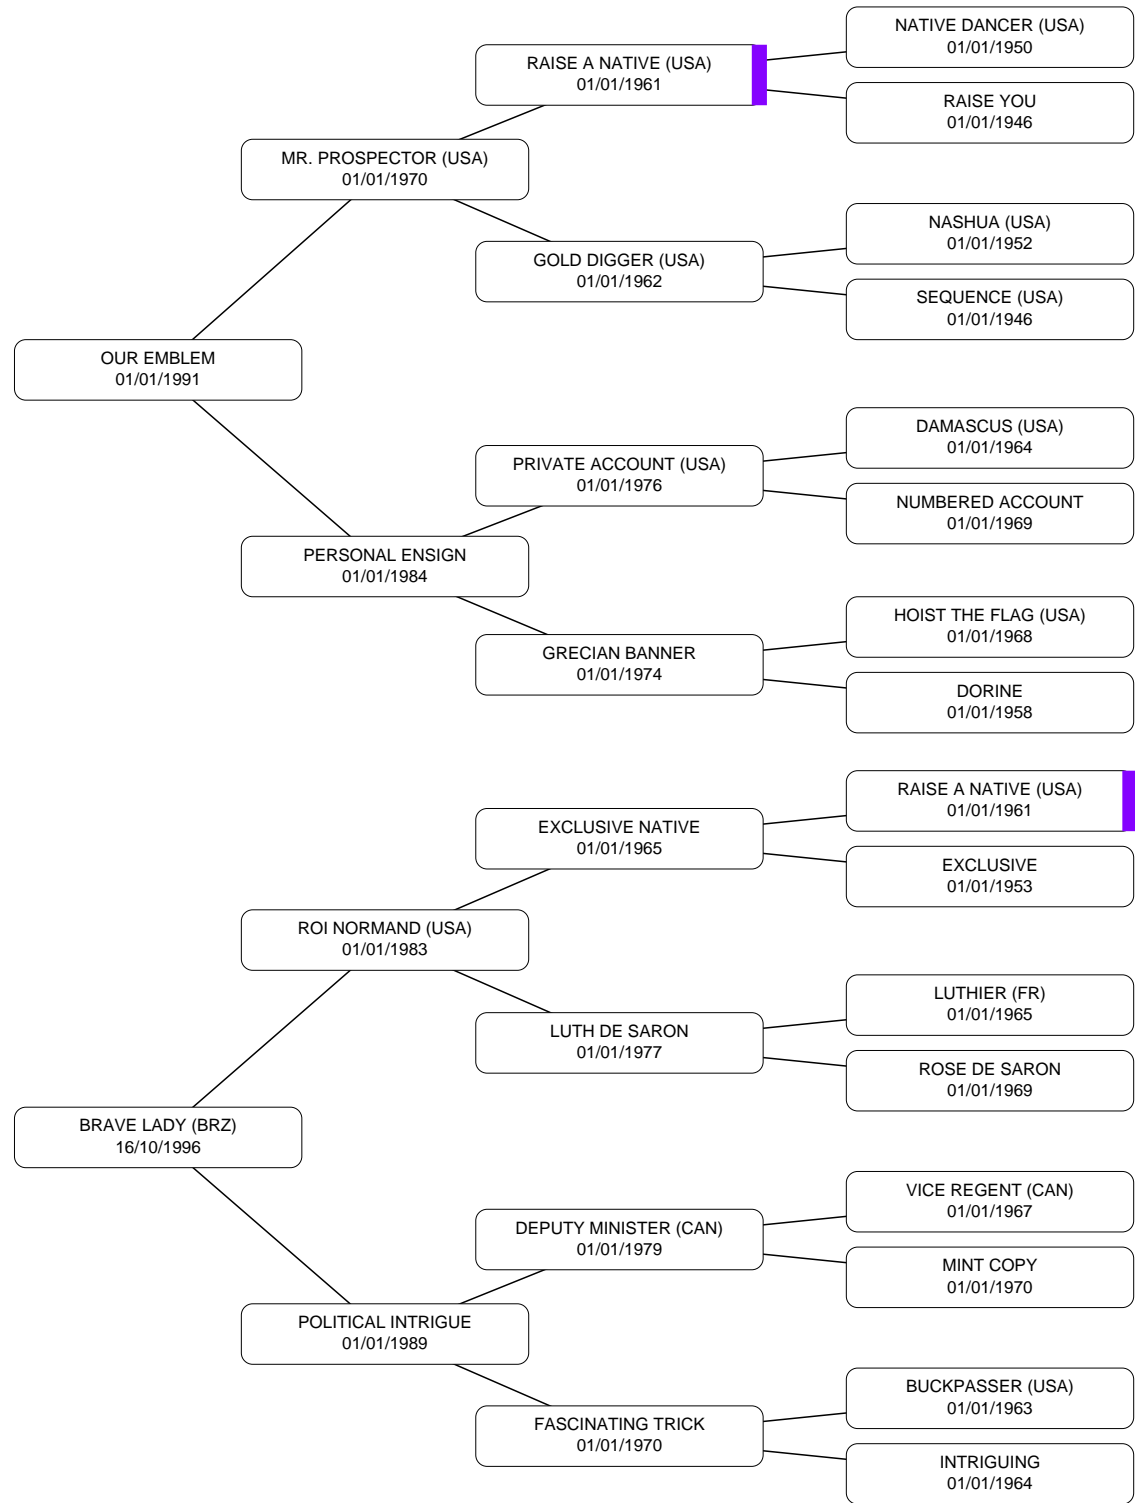 NATIVE DANCER (USA)
01/01/1950
RAISE A NATIVE (USA)
01/01/1961
RAISE YOU
01/01/1946
MR. PROSPECTOR (USA)
01/01/1970
NASHUA (USA)
01/01/1952
GOLD DIGGER (USA)
01/01/1962
SEQUENCE (USA)
01/01/1946
OUR EMBLEM
01/01/1991
DAMASCUS (USA)
01/01/1964
PRIVATE ACCOUNT (USA)
01/01/1976
NUMBERED ACCOUNT
01/01/1969
PERSONAL ENSIGN
01/01/1984
HOIST THE FLAG (USA)
01/01/1968
GRECIAN BANNER
01/01/1974
DORINE
01/01/1958
RAISE A NATIVE (USA)
01/01/1961
EXCLUSIVE NATIVE
01/01/1965
EXCLUSIVE
01/01/1953
ROI NORMAND (USA)
01/01/1983
LUTHIER (FR)
01/01/1965
LUTH DE SARON
01/01/1977
ROSE DE SARON
01/01/1969
BRAVE LADY (BRZ)
16/10/1996
VICE REGENT (CAN)
01/01/1967
DEPUTY MINISTER (CAN)
01/01/1979
MINT COPY
01/01/1970
POLITICAL INTRIGUE
01/01/1989
BUCKPASSER (USA)
01/01/1963
FASCINATING TRICK
01/01/1970
INTRIGUING
01/01/1964